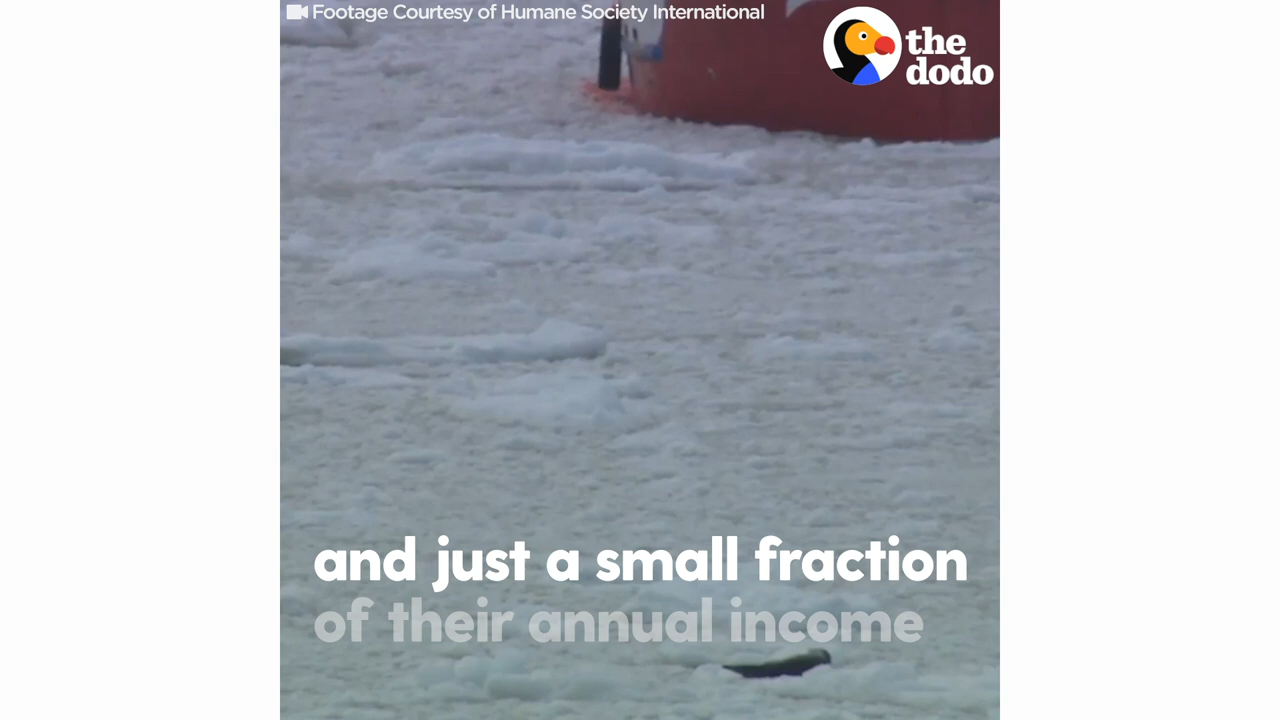 Footage Courtesy of Humane Society International
the
dodo
and just a small fraction
of their annual income